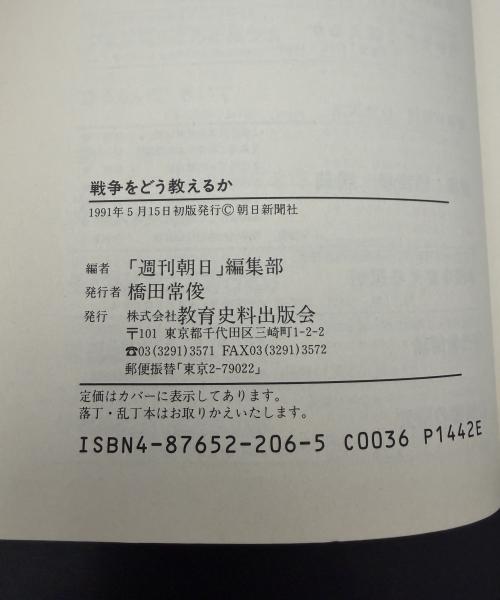 戦争をどう教えるか
1991年5月15日初版発行©朝日新聞社
編者 「週刊朝日」編集部
発行者 橋田常俊
発行 株式会社教育史料出版会
〒101 東京都千代田区三崎町1-2-2
☎03(3291)3571 FAX03(3291)3572
郵便振替「東京2-79022」
定価はカバーに表示してあります。
落丁・乱丁本はお取りかえいたします。
ISBN4-87652-206-5 C0036 P1442E